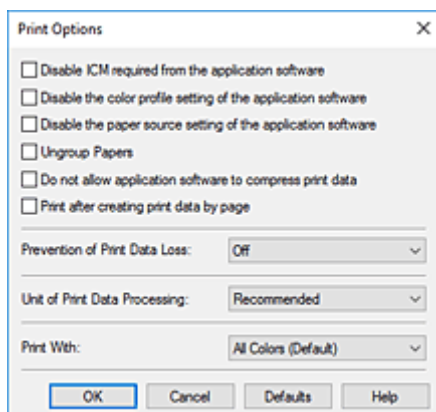 Print Options
Disable ICM required from the application software
Disable the color profile setting of the application software
Disable the paper source setting of the application software
Ungroup Papers
Do not allow application software to compress print data
Print after creating print data by page
Prevention of Print Data Loss: Off
Unit of Print Data Processing: Recommended
Print With: All Colors (Default)
OK Cancel Defaults Help